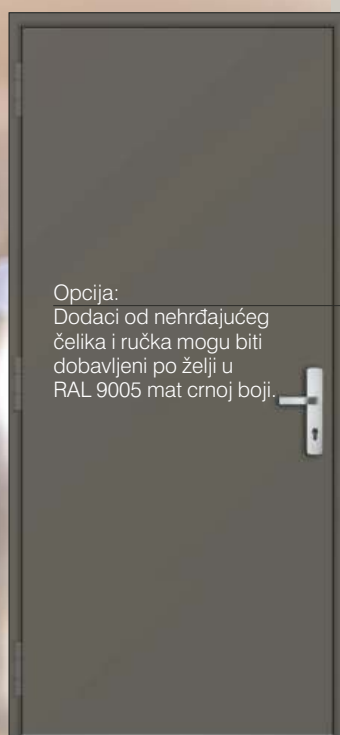 Opcija:
Dodaci od nehrđajućeg
čelika i ručka mogu biti
dobavljeni po želji u
RAL 9005 mat crnoj boji.